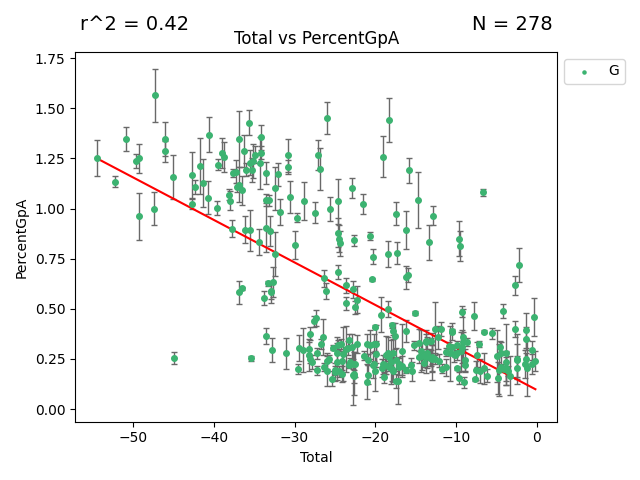 r^2 = 0.42
N = 278
Total vs PercentGpA
G
PercentGpA
1.75
1.50
1.25
1.00
0.75
0.50
0.25
0.00
−50
−40
−30
−20
−10
0
Total